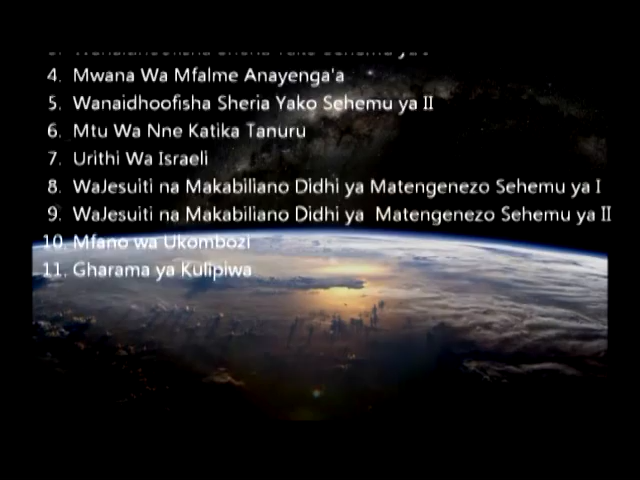 4. Mwana Wa Mfalme Anayenga'a
5. Wanaidhoofisha Sheria Yako Sehemu ya II
6. Mtu Wa Nne Katika Tanuru
7. Urithi Wa Israeli
8. WaJesuiti na Makabiliano Didhi ya Matengenezo Sehemu ya I
9. WaJesuiti na Makabiliano Didhi ya Matengenezo Sehemu ya II
10. Mfano wa Ukombozi
11. Gharama ya Kulipiwa